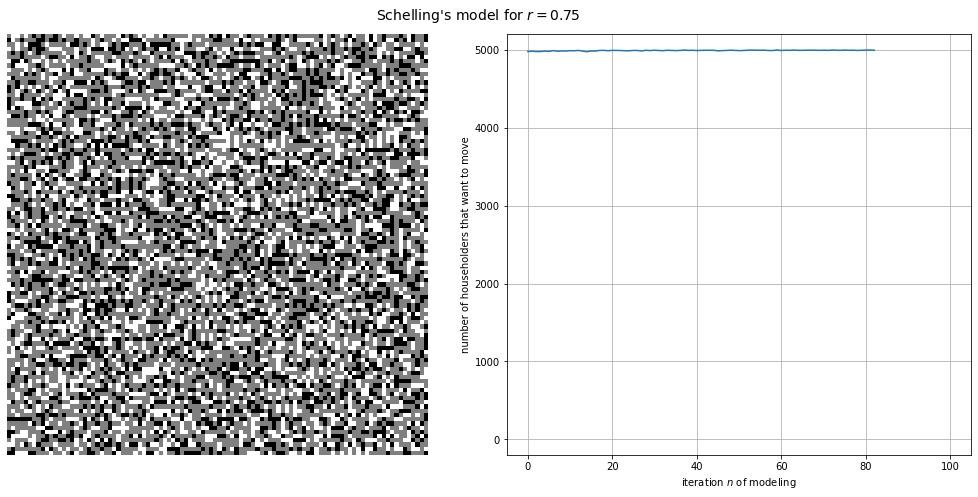 Schelling's model for r = 0.75
number of householders that want to move
5000
4000
3000
2000
1000
0
0 20 40 60 80 100
iteration n of modeling